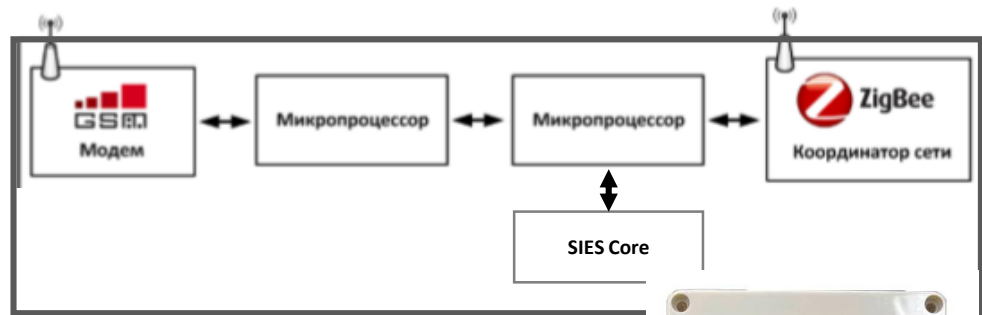 GSM
Модем
Микропроцессор
Микропроцессор
ZigBee
Координатор сети
SIES Core